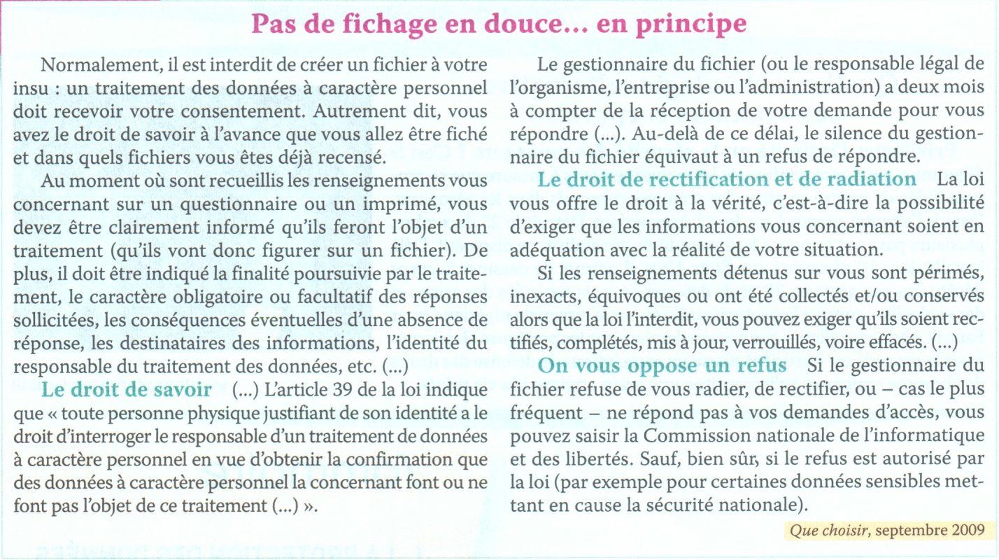 Pas de fichage en douce... en principe
Normalement, il est interdit de créer un fichier à votre
insu : un traitement des données à caractère personnel
doit recevoir votre consentement. Autrement dit, vous
avez le droit de savoir à l'avance que vous allez être fiché
et dans quels fichiers vous êtes déjà recensé.
Au moment où sont recueillis les renseignements vous
concernant sur un questionnaire ou un imprimé, vous
devez être clairement informé qu'ils feront l'objet d'un
traitement (qu'ils vont donc figurer sur un fichier). De
plus, il doit être indiqué la finalité poursuivie par le traite-
ment, le caractère obligatoire ou facultatif des réponses
sollicitées, les conséquences éventuelles d'une absence de
réponse, les destinataires des informations, l'identité du
responsable du traitement des données, etc. (...)
Le droit de savoir (...) L'article 39 de la loi indique
que « toute personne physique justifiant de son identité a le
droit d'interroger le responsable d'un traitement de données
à caractère personnel en vue d'obtenir la confirmation que
des données à caractère personnel la concernant font ou ne
font pas l'objet de ce traitement (...) ».
Le gestionnaire du fichier (ou le responsable légal de
l'organisme, l'entreprise ou l'administration) a deux mois
à compter de la réception de votre demande pour vous
répondre (...). Au-delà de ce délai, le silence du gestion-
naire du fichier équivaut à un refus de répondre.
Le droit de rectification et de radiation La loi
vous offre le droit à la vérité, c'est-à-dire la possibilité
d'exiger que les informations vous concernant soient en
adéquation avec la réalité de votre situation.
Si les renseignements détenus sur vous sont périmés,
inexacts, équivoques ou ont été collectés et/ou conservés
alors que la loi l'interdit, vous pouvez exiger qu'ils soient rec-
tifiés, complétés, mis à jour, verrouillés, voire effacés. (...)
On vous oppose un refus Si le gestionnaire du
fichier refuse de vous radier, de rectifier, ou – cas le plus
fréquent – ne répond pas à vos demandes d'accès, vous
pouvez saisir la Commission nationale de l'informatique
et des libertés. Sauf, bien sûr, si le refus est autorisé par
la loi (par exemple pour certaines données sensibles met-
tant en cause la sécurité nationale).
Que choisir, septembre 2009